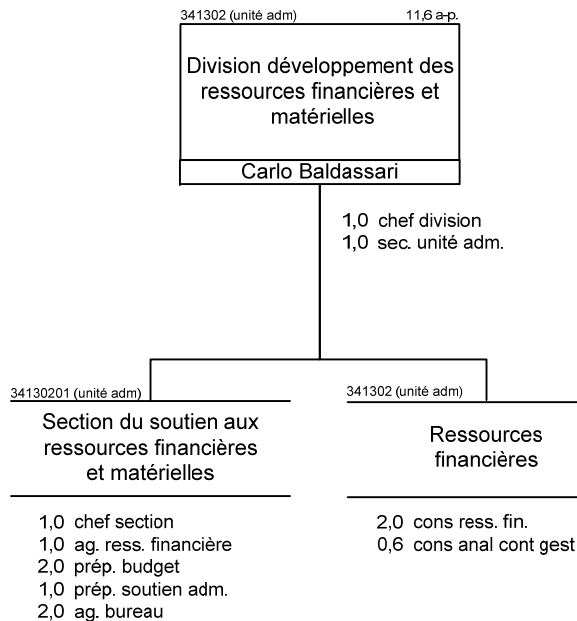 341302 (unité adm) 11,6 a-p.
Division développement des
ressources financières et
matérielles
Carlo Baldassari
1,0 chef division
1,0 sec. unité adm.
34130201 (unité adm)
Section du soutien aux
ressources financières
et matérielles
1,0 chef section
1,0 ag. ress. financière
2,0 prép. budget
1,0 prép. soutien adm.
2,0 ag. bureau
341302 (unité adm)
Ressources
financières
2,0 cons ress. fin.
0,6 cons anal cont gest